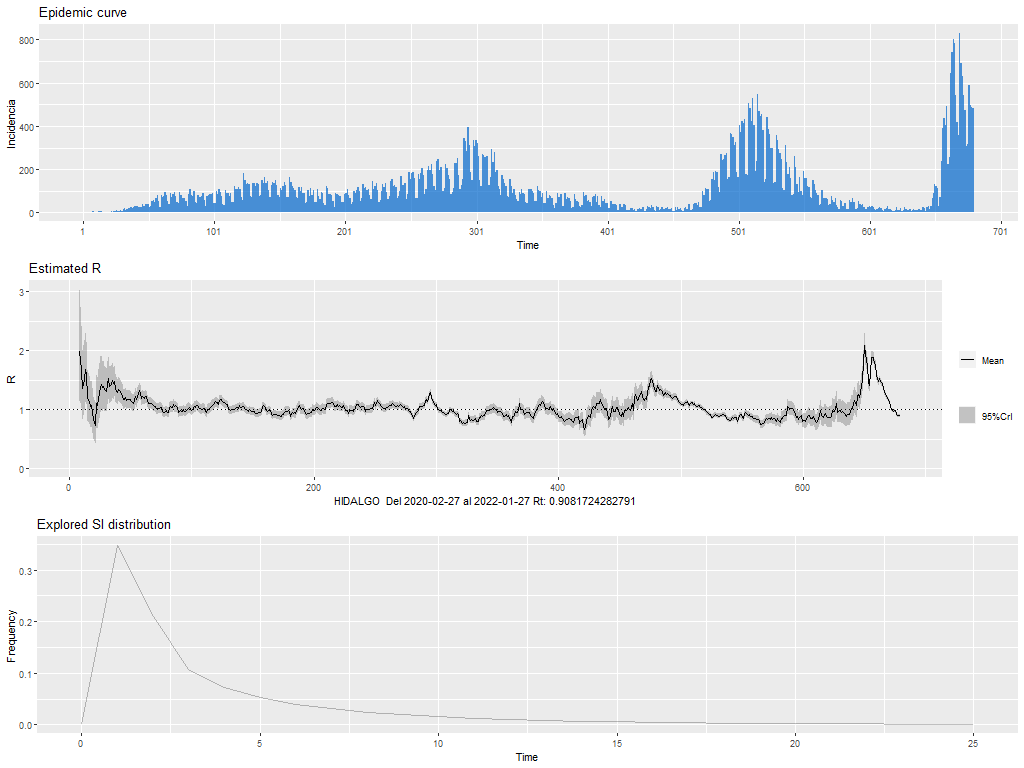 Epidemic curve
Incidencia
800
600
400
200
0
1
101
201
301
401
501
601
701
Time
Estimated R
R
3
2
1
0
0
200
400
600
HIDALGO Del 2020-02-27 al 2022-01-27 Rt: 0.9081724282791
Mean
95%CrI
Explored SI distribution
Frequency
0.3
0.2
0.1
0.0
0
5
10
15
20
25
Time